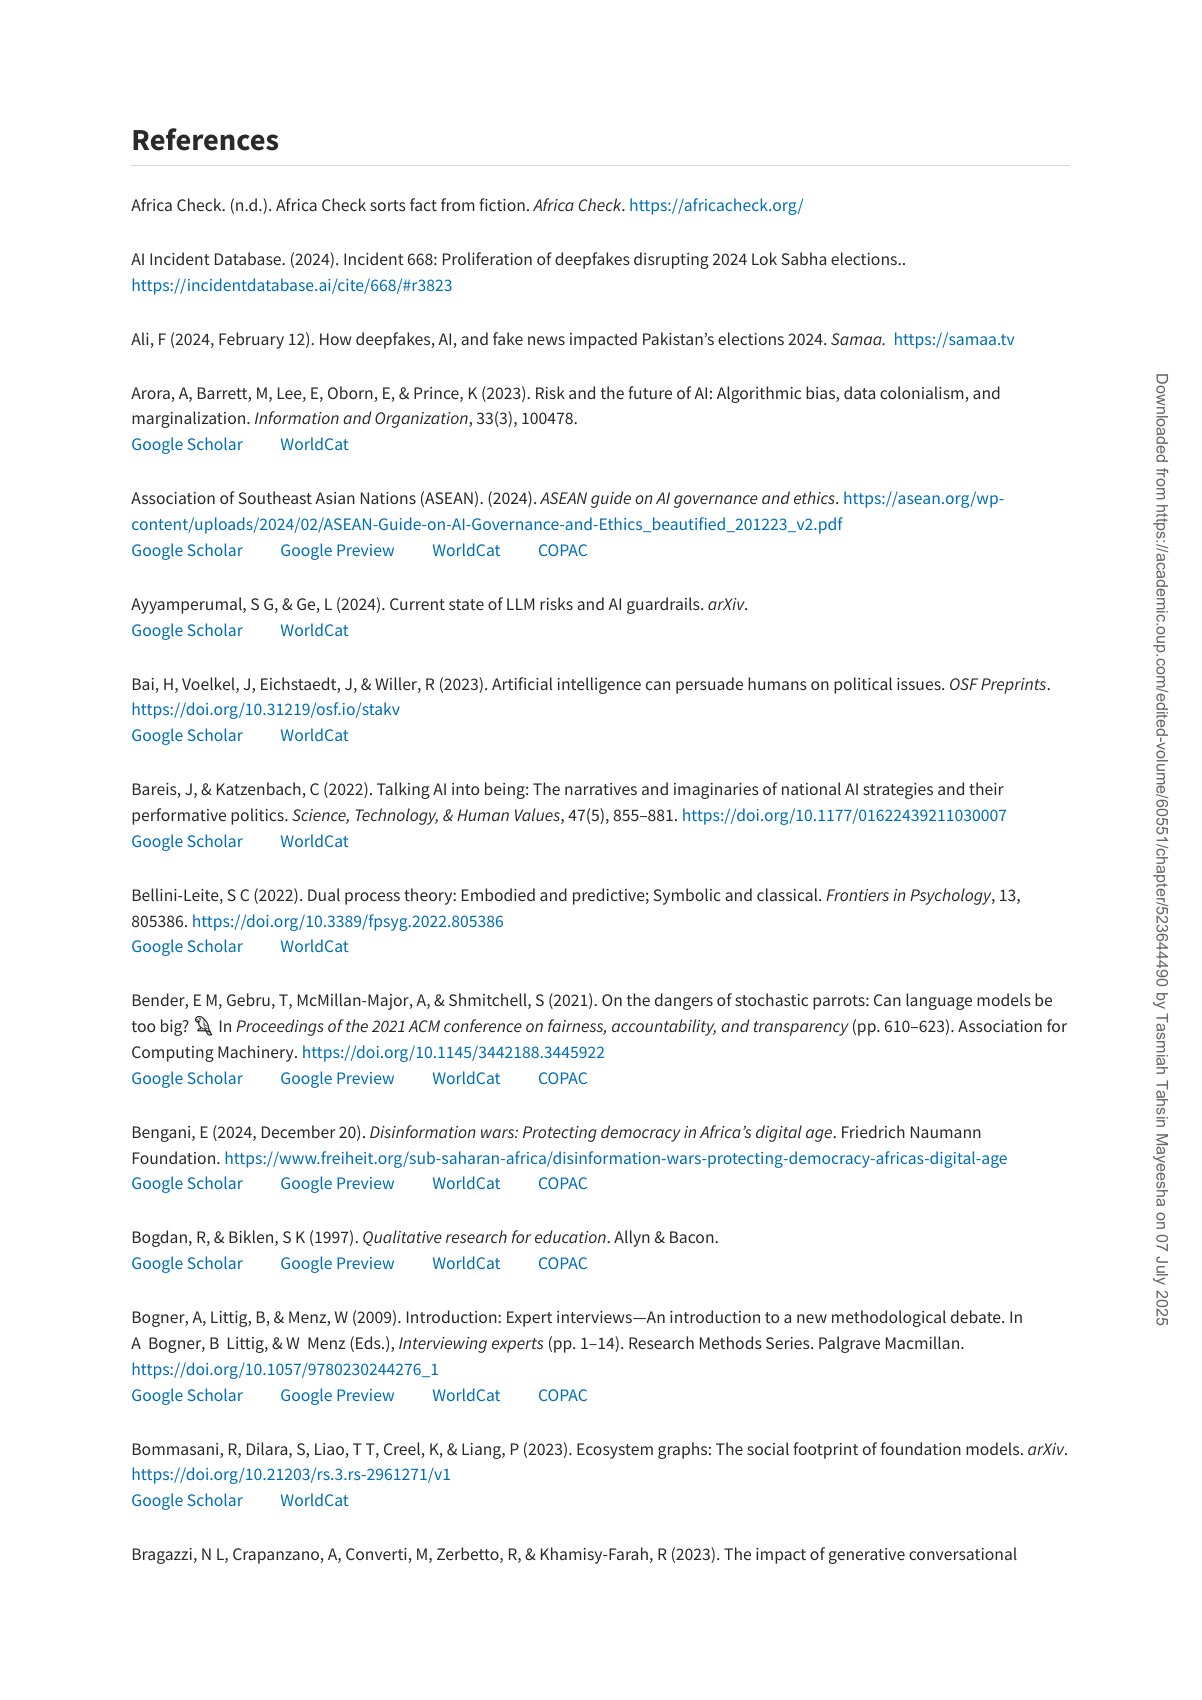 References
Africa Check. (n.d.). Africa Check sorts fact from fiction. Africa Check. https://africacheck.org/
AI Incident Database. (2024). Incident 668: Proliferation of deepfakes disrupting 2024 Lok Sabha elections..
https://incidentdatabase.ai/cite/668/#r3823
Ali, F (2024, February 12). How deepfakes, AI, and fake news impacted Pakistan’s elections 2024. Samaa. https://samaa.tv
Arora, A, Barrett, M, Lee, E, Oborn, E, & Prince, K (2023). Risk and the future of AI: Algorithmic bias, data colonialism, and
marginalization. Information and Organization, 33(3), 100478.
Google Scholar WorldCat
Association of Southeast Asian Nations (ASEAN). (2024). ASEAN guide on AI governance and ethics. https://asean.org/wp-
content/uploads/2024/02/ASEAN-Guide-on-AI-Governance-and-Ethics_beautified_201223_v2.pdf
Google Scholar Google Preview WorldCat COPAC
Ayyamperumal, S G, & Ge, L (2024). Current state of LLM risks and AI guardrails. arXiv.
Google Scholar WorldCat
Bai, H, Voelkel, J, Eichstaedt, J, & Willer, R (2023). Artificial intelligence can persuade humans on political issues. OSF Preprints.
https://doi.org/10.31219/osf.io/stakv
Google Scholar WorldCat
Bareis, J, & Katzenbach, C (2022). Talking AI into being: The narratives and imaginaries of national AI strategies and their
performative politics. Science, Technology, & Human Values, 47(5), 855–881. https://doi.org/10.1177/01622439211030007
Google Scholar WorldCat
Bellini-Leite, S C (2022). Dual process theory: Embodied and predictive; Symbolic and classical. Frontiers in Psychology, 13,
805386. https://doi.org/10.3389/fpsyg.2022.805386
Google Scholar WorldCat
Bender, E M, Gebru, T, McMillan-Major, A, & Shmitchell, S (2021). On the dangers of stochastic parrots: Can language models be
too big? 🦜 In Proceedings of the 2021 ACM conference on fairness, accountability, and transparency (pp. 610–623). Association for
Computing Machinery. https://doi.org/10.1145/3442188.3445922
Google Scholar Google Preview WorldCat COPAC
Bengani, E (2024, December 20). Disinformation wars: Protecting democracy in Africa’s digital age. Friedrich Naumann
Foundation. https://www.freiheit.org/sub-saharan-africa/disinformation-wars-protecting-democracy-africas-digital-age
Google Scholar Google Preview WorldCat COPAC
Bogdan, R, & Biklen, S K (1997). Qualitative research for education. Allyn & Bacon.
Google Scholar Google Preview WorldCat COPAC
Bogner, A, Littig, B, & Menz, W (2009). Introduction: Expert interviews—An introduction to a new methodological debate. In
A Bogner, B Littig, & W Menz (Eds.), Interviewing experts (pp. 1–14). Research Methods Series. Palgrave Macmillan.
https://doi.org/10.1057/9780230244276_1
Google Scholar Google Preview WorldCat COPAC
Bommasani, R, Dilara, S, Liao, T T, Creel, K, & Liang, P (2023). Ecosystem graphs: The social footprint of foundation models. arXiv.
https://doi.org/10.21203/rs.3.rs-2961271/v1
Google Scholar WorldCat
Bragazzi, N L, Crapanzano, A, Converti, M, Zerbetto, R, & Khamisy-Farah, R (2023). The impact of generative conversational
Downloaded from https://academic.oup.com/edited-volume/60551/chapter/523644490 by Tasmiah Tahsin Mayeesha on 07 July 2025